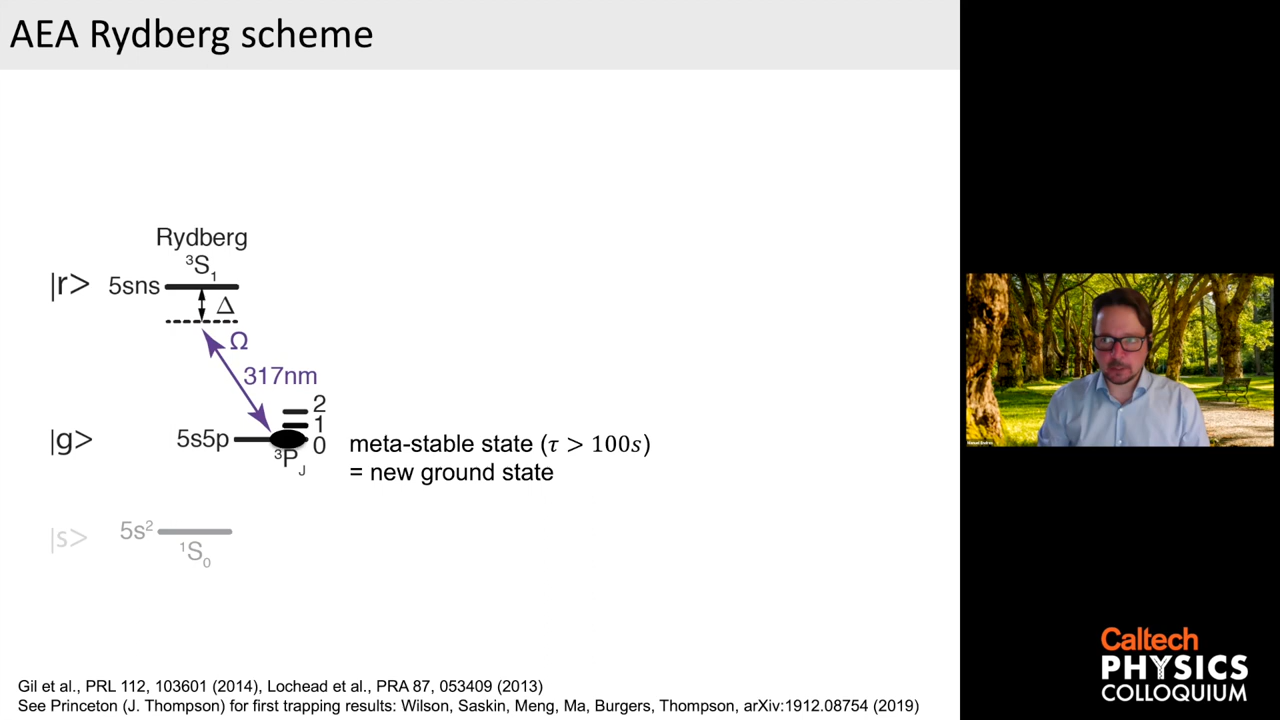 AEA Rydberg scheme
Rydberg
³S₁
|r> 5sns
Δ
Ω
317nm
2
1
|g> 5s5p 0 meta-stable state (τ > 100s)
³P_J = new ground state
|s> 5s²
¹S₀
Gil et al., PRL 112, 103601 (2014), Lochead et al., PRA 87, 053409 (2013)
See Princeton (J. Thompson) for first trapping results: Wilson, Saskin, Meng, Ma, Burgers, Thompson, arXiv:1912.08754 (2019)
Caltech
PHYSICS
COLLOQUIUM